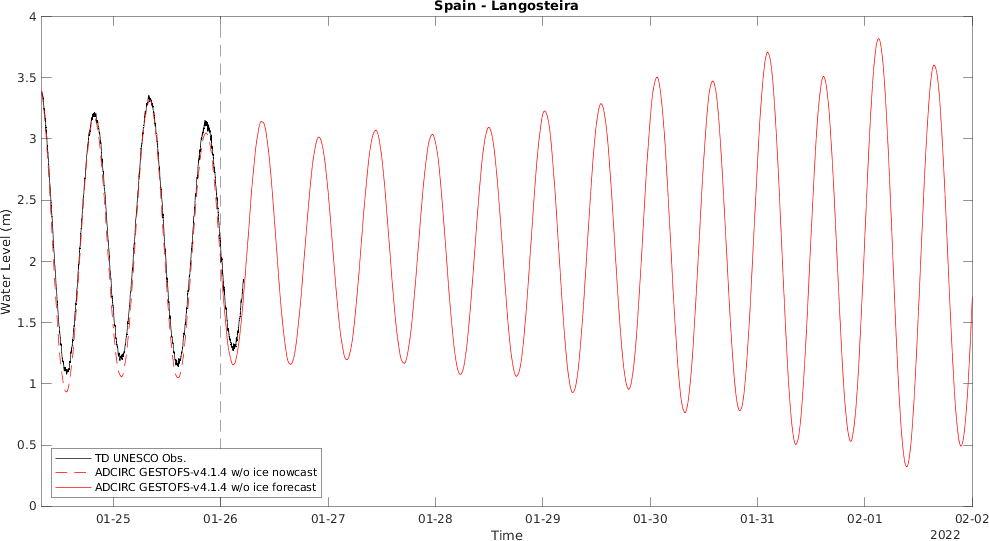 Spain - Langosteira
4
3.5
3
2.5
2
1.5
1
0.5
0
Water Level (m)
TD UNESCO Obs.
ADCIRC GESTOFS-v4.1.4 w/o ice nowcast
ADCIRC GESTOFS-v4.1.4 w/o ice forecast
01-25 01-26 01-27 01-28 01-29 01-30 01-31 02-01 02-02
Time
2022